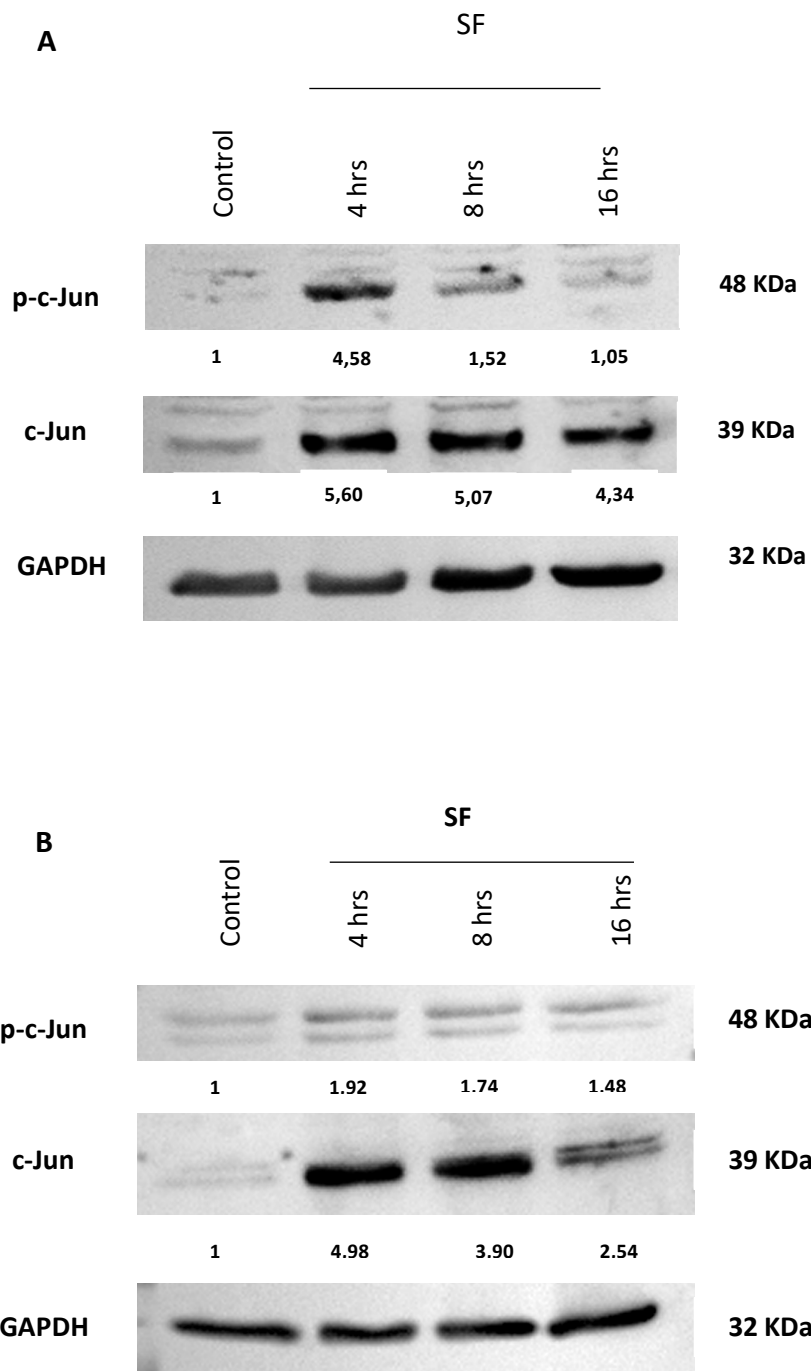 A
SF
Control
4 hrs
8 hrs
16 hrs
p-c-Jun
48 KDa
1
4,58
1,52
1,05
c-Jun
39 KDa
1
5,60
5,07
4,34
GAPDH
32 KDa
B
SF
Control
4 hrs
8 hrs
16 hrs
p-c-Jun
48 KDa
1
1.92
1.74
1.48
c-Jun
39 KDa
1
4.98
3.90
2.54
GAPDH
32 KDa